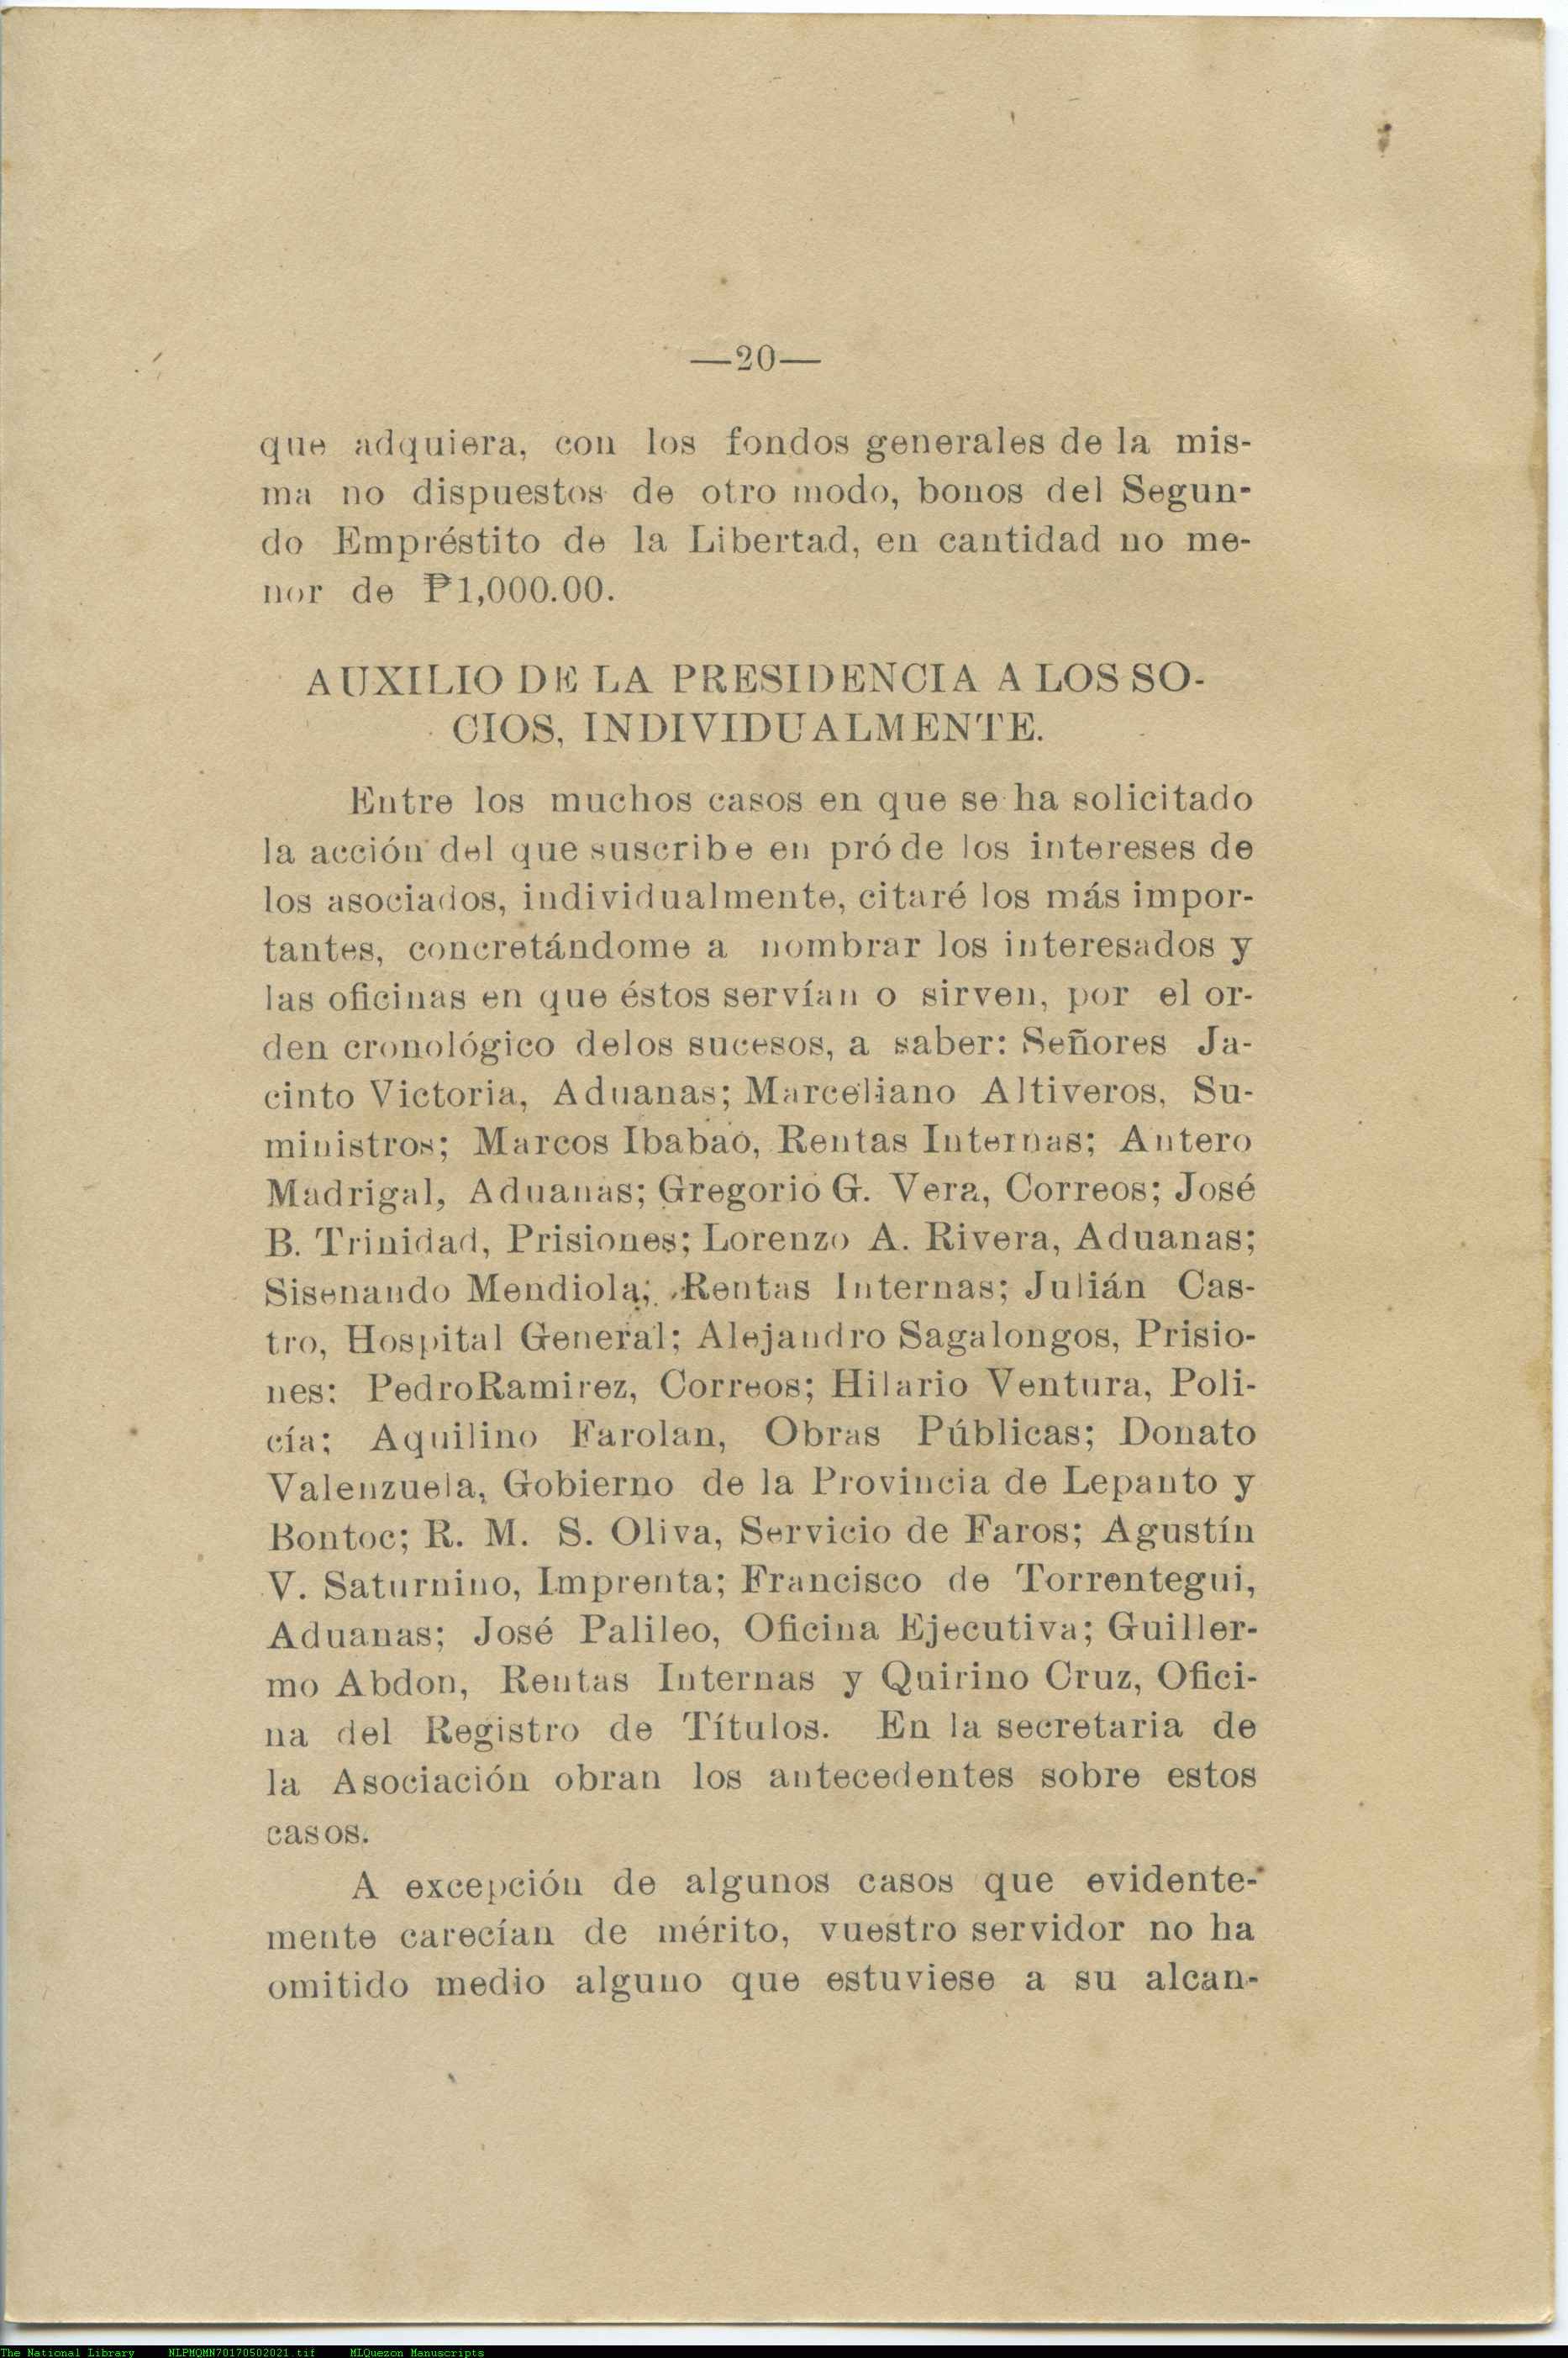 —20—
que adquiera, con los fondos generales de la mis-
ma no dispuestos de otro modo, bonos del Segun-
do Empréstito de la Libertad, en cantidad no me-
nor de ₱1,000.00.
AUXILIO DE LA PRESIDENCIA A LOS SO-
CIOS, INDIVIDUALMENTE.
Entre los muchos casos en que se ha solicitado
la acción del que suscribe en pró de los intereses de
los asociados, individualmente, citaré los más impor-
tantes, concretándome a nombrar los interesados y
las oficinas en que éstos servían o sirven, por el or-
den cronológico delos sucesos, a saber: Señores Ja-
cinto Victoria, Aduanas; Marceliano Altiveros, Su-
ministros; Marcos Ibabao, Rentas Internas; Antero
Madrigal, Aduanas; Gregorio G. Vera, Correos; José
B. Trinidad, Prisiones; Lorenzo A. Rivera, Aduanas;
Sisenando Mendiola; Rentas Internas; Julián Cas-
tro, Hospital General; Alejandro Sagalongos, Prisio-
nes: PedroRamirez, Correos; Hilario Ventura, Poli-
cía; Aquilino Farolan, Obras Públicas; Donato
Valenzuela, Gobierno de la Provincia de Lepanto y
Bontoc; R. M. S. Oliva, Servicio de Faros; Agustín
V. Saturnino, Imprenta; Francisco de Torrentegui,
Aduanas; José Palileo, Oficina Ejecutiva; Guiller-
mo Abdon, Rentas Internas y Quirino Cruz, Ofici-
na del Registro de Títulos. En la secretaria de
la Asociación obran los antecedentes sobre estos
casos.
A excepción de algunos casos que evidente-
mente carecían de mérito, vuestro servidor no ha
omitido medio alguno que estuviese a su alcan-
The National Library NLPMQMN70170502021.tif MLQuezon Manuscripts